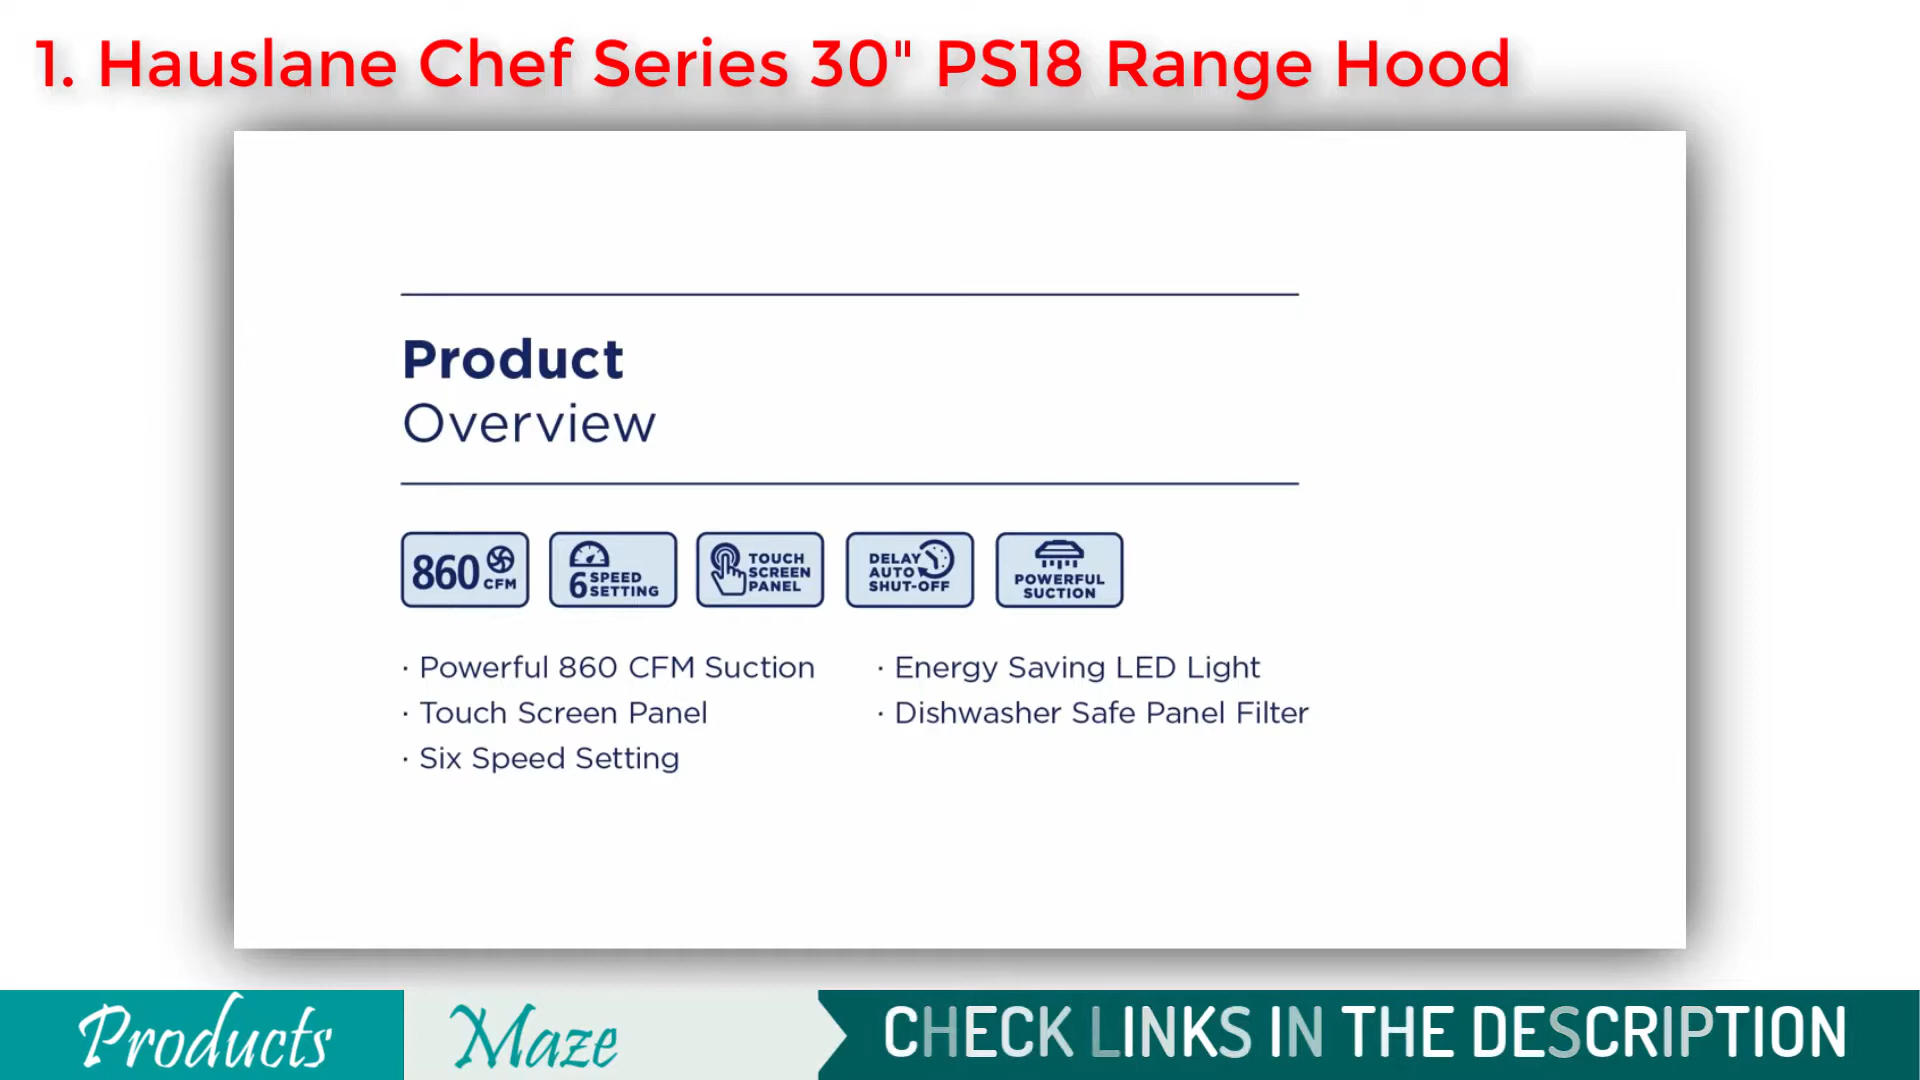 1. Hauslane Chef Series 30" PS18 Range Hood
Product
Overview
860 CFM
6 SPEED SETTING
TOUCH SCREEN PANEL
DELAY AUTO SHUT-OFF
POWERFUL SUCTION
· Powerful 860 CFM Suction
· Touch Screen Panel
· Six Speed Setting
· Energy Saving LED Light
· Dishwasher Safe Panel Filter
Products Maze
CHECK LINKS IN THE DESCRIPTION